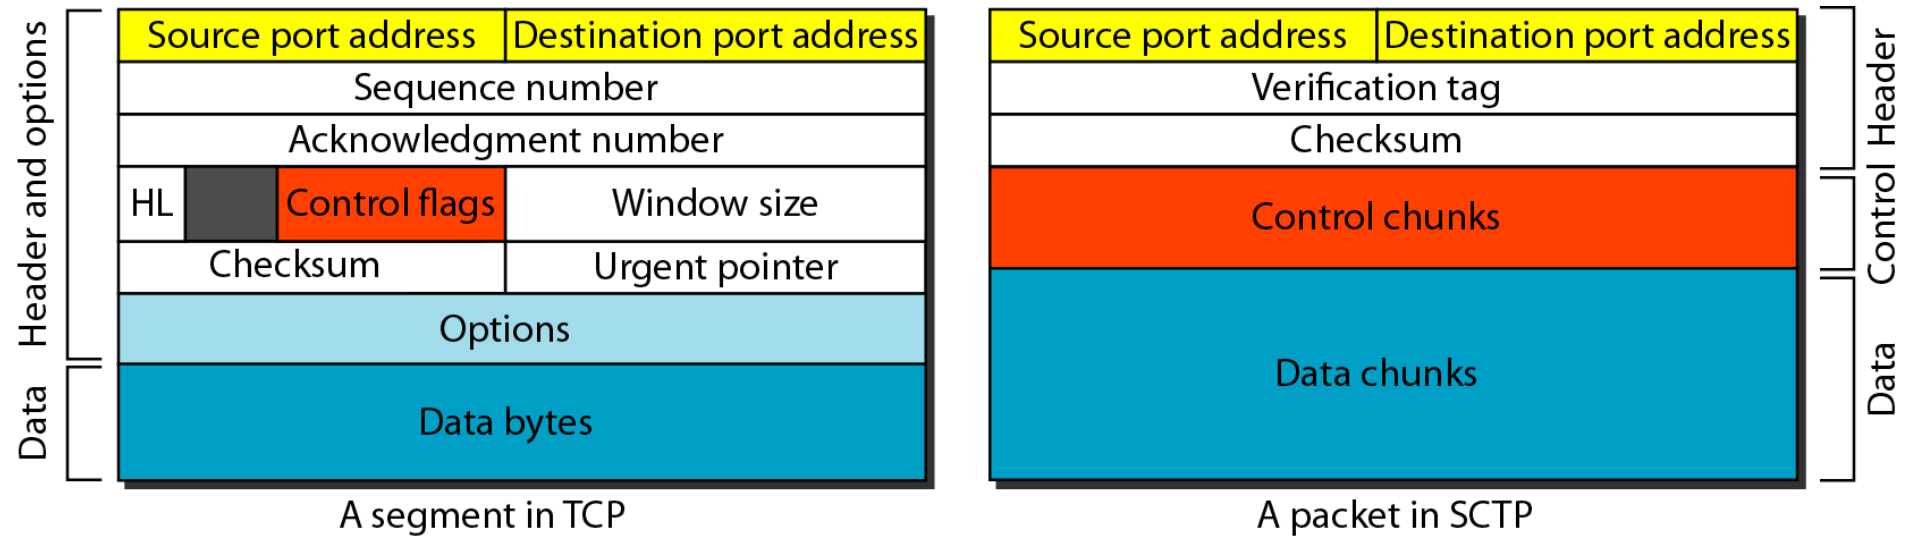 Header and options
Data
Source port address
Destination port address
Sequence number
Acknowledgment number
HL
Control flags
Window size
Checksum
Urgent pointer
Options
Data bytes
A segment in TCP
Source port address
Destination port address
Verification tag
Checksum
Control chunks
Data chunks
Header
Control
Data
A packet in SCTP